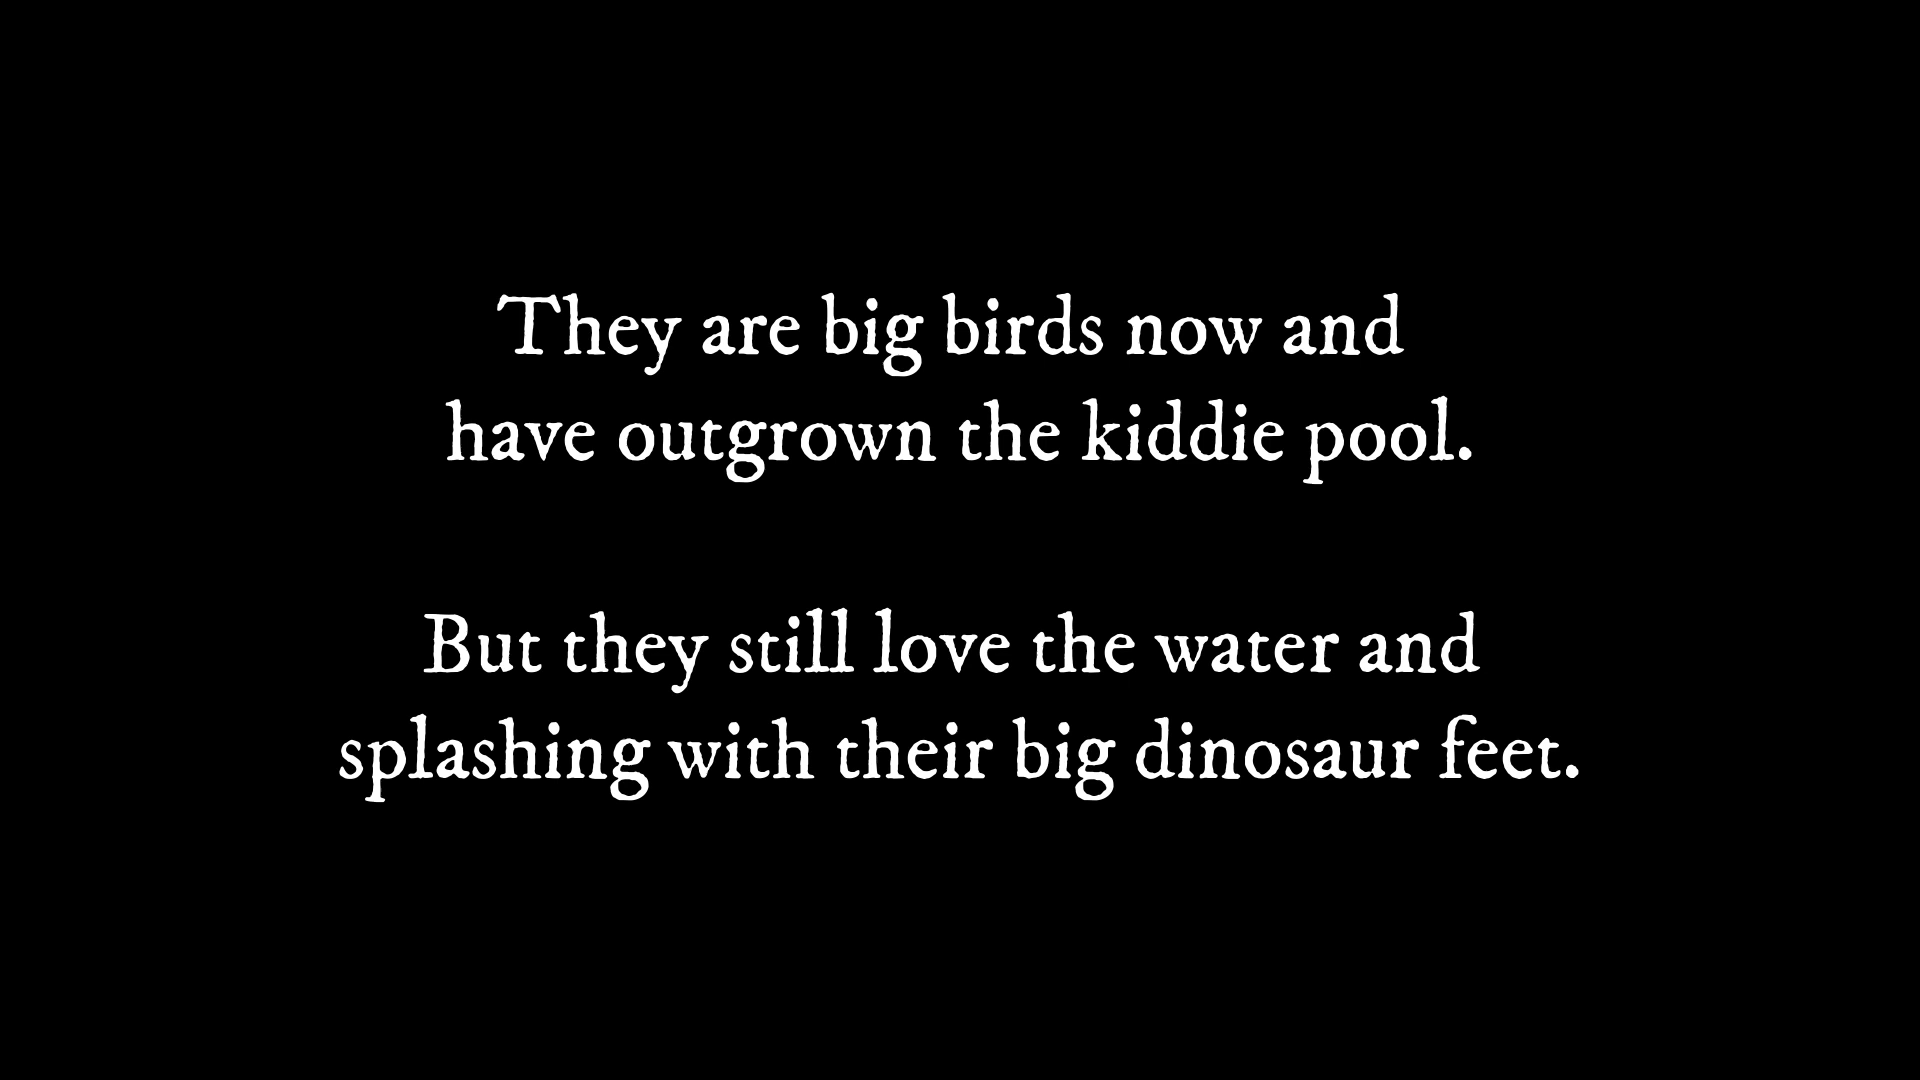 They are big birds now and
have outgrown the kiddie pool.
But they still love the water and
splashing with their big dinosaur feet.